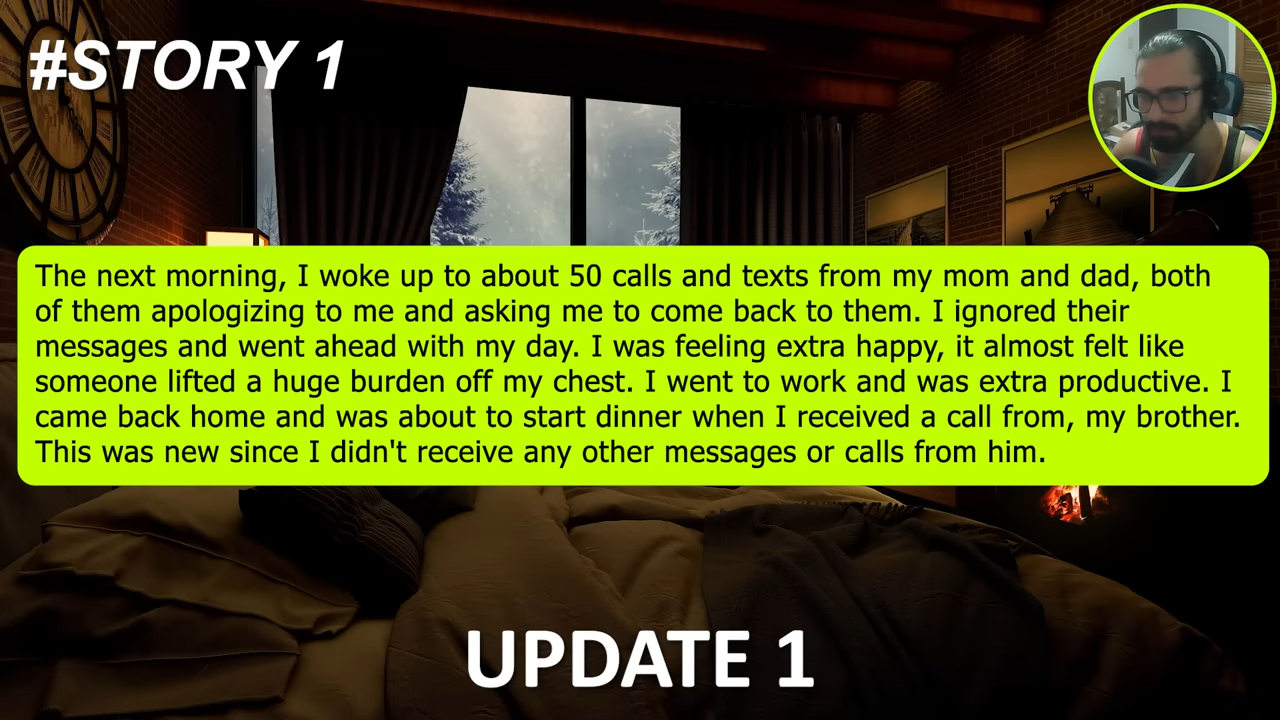 #STORY 1
The next morning, I woke up to about 50 calls and texts from my mom and dad, both
of them apologizing to me and asking me to come back to them. I ignored their
messages and went ahead with my day. I was feeling extra happy, it almost felt like
someone lifted a huge burden off my chest. I went to work and was extra productive. I
came back home and was about to start dinner when I received a call from, my brother.
This was new since I didn't receive any other messages or calls from him.
UPDATE 1